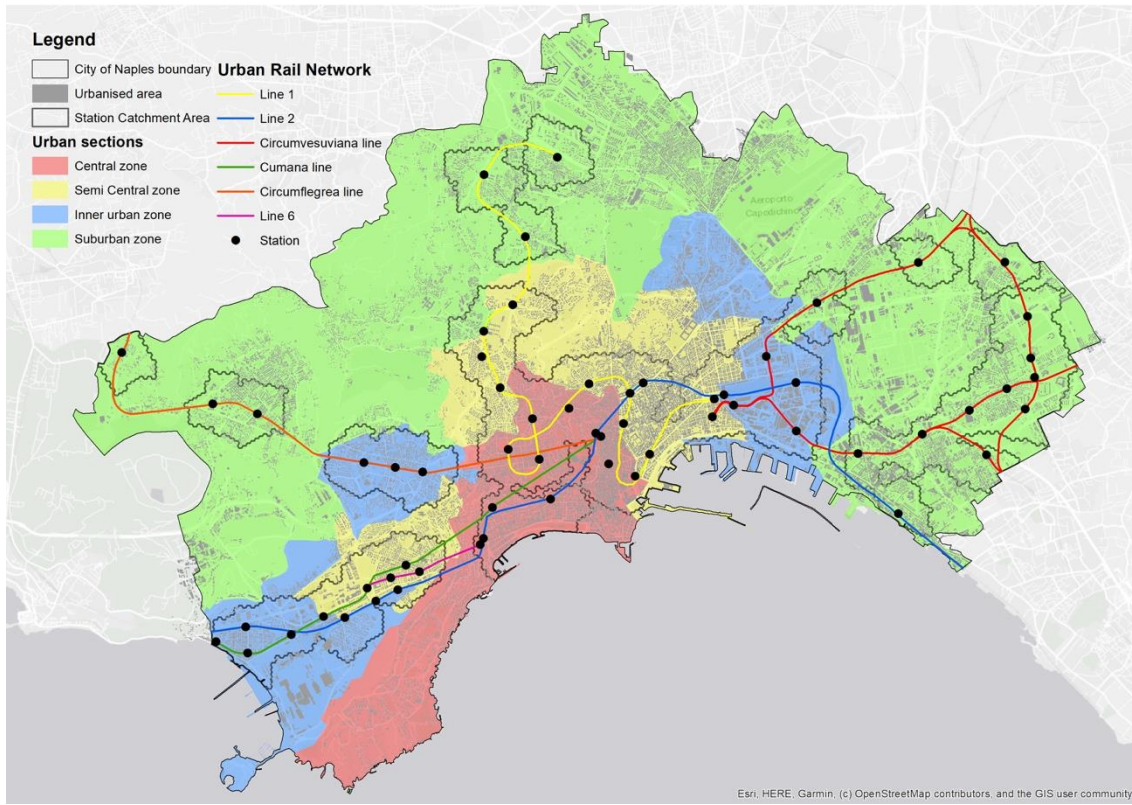 Legend
City of Naples boundary
Urbanised area
Station Catchment Area
Urban sections
Central zone
Semi Central zone
Inner urban zone
Suburban zone
Urban Rail Network
Line 1
Line 2
Circumvesuviana line
Cumana line
Circumflegrea line
Line 6
Station
Aeroporto
Capodichino
Esri, HERE, Garmin, (c) OpenStreetMap contributors, and the GIS user community